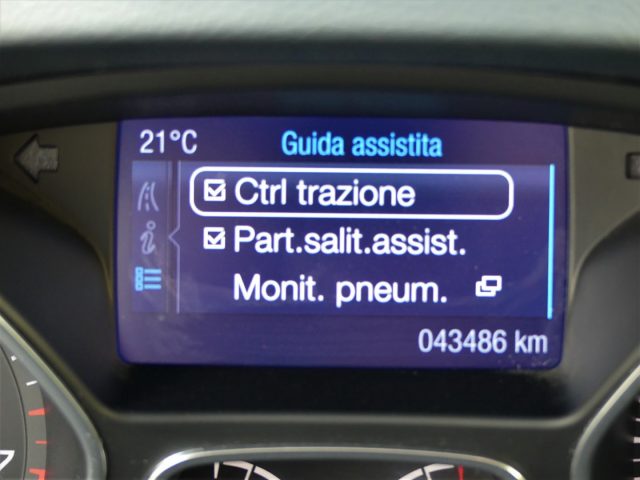 21°C Guida assistita
Ctrl trazione
Part.salit.assist.
Monit. pneum.
043486 km